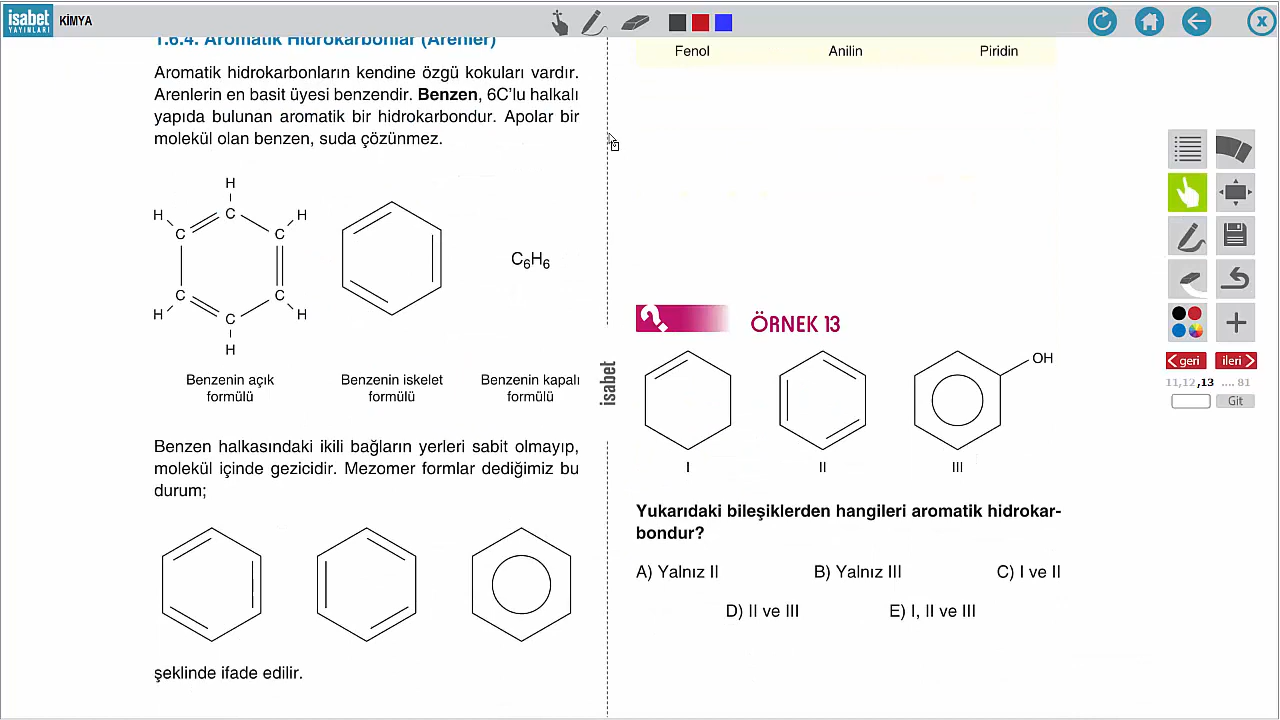 isabet
YAYINLARI
KİMYA
1.6.4. Aromatik Hidrokarbonlar (Arenler)
Aromatik hidrokarbonların kendine özgü kokuları vardır.
Arenlerin en basit üyesi benzendir. Benzen, 6C'lu halkalı
yapıda bulunan aromatik bir hidrokarbondur. Apolar bir
molekül olan benzen, suda çözünmez.
H
H C C C H
H C C C H
H
C6H6
Benzenin açık
formülü
Benzenin iskelet
formülü
Benzenin kapalı
formülü
Benzen halkasındaki ikili bağların yerleri sabit olmayıp,
molekül içinde gezicidir. Mezomer formlar dediğimiz bu
durum;
şeklinde ifade edilir.
isabet
Fenol Anilin Piridin
?
ÖRNEK 13
OH
I II III
Yukarıdaki bileşiklerden hangileri aromatik hidrokar-
bondur?
A) Yalnız II B) Yalnız III C) I ve II
D) II ve III E) I, II ve III
geri ileri
11,12,13 .... 81
Git